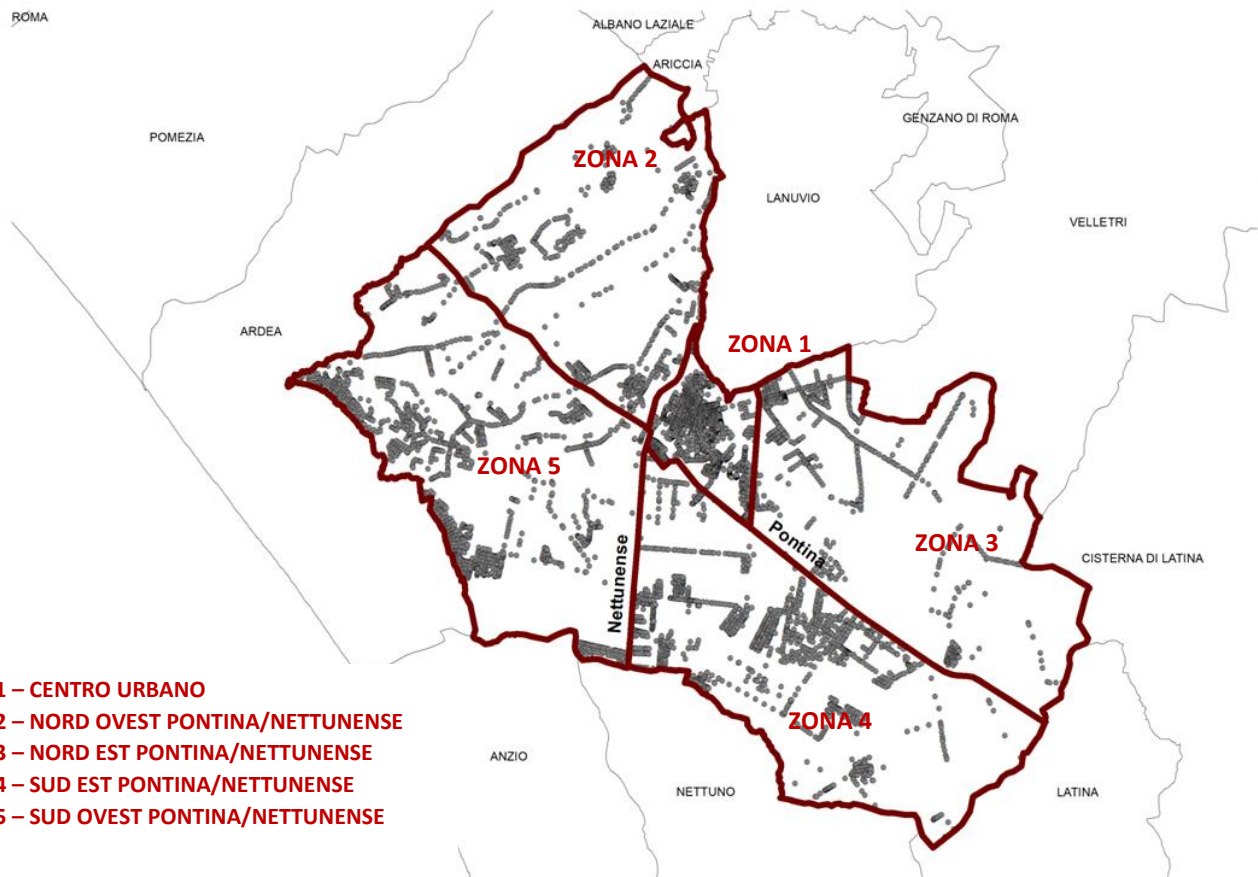 ROMA
ALBANO LAZIALE
ARICCIA
GENZANO DI ROMA
POMEZIA
ZONA 2
LANUVIO
VELLETRI
ARDEA
ZONA 1
ZONA 5
Pontina
ZONA 3
CISTERNA DI LATINA
Nettunense
1 – CENTRO URBANO
2 – NORD OVEST PONTINA/NETTUNENSE
3 – NORD EST PONTINA/NETTUNENSE
4 – SUD EST PONTINA/NETTUNENSE
5 – SUD OVEST PONTINA/NETTUNENSE
ZONA 4
ANZIO
NETTUNO
LATINA